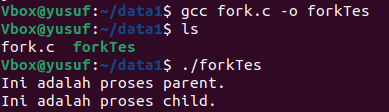 Vbox@yusuf:~/data1$ gcc fork.c -o forkTes
Vbox@yusuf:~/data1$ ls
fork.c  forkTes
Vbox@yusuf:~/data1$ ./forkTes
Ini adalah proses parent.
Ini adalah proses child.